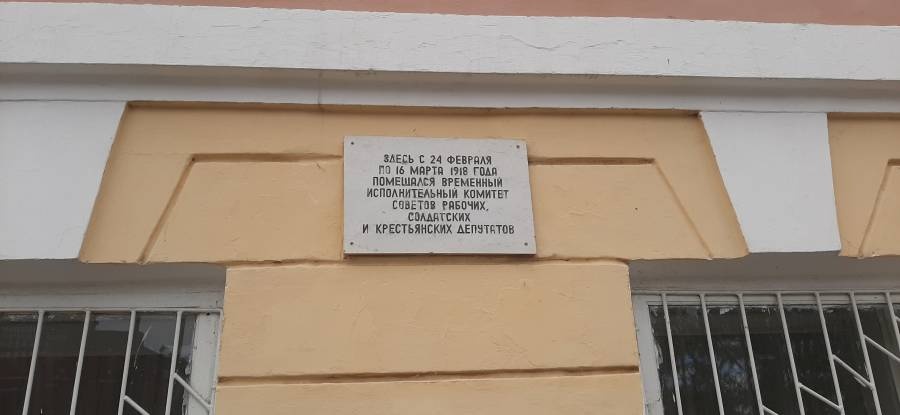 ЗДЕСЬ С 24 ФЕВРАЛЯ
ПО 16 МАРТА 1918 ГОДА
ПОМЕЩАЛСЯ ВРЕМЕННЫЙ
ИСПОЛНИТЕЛЬНЫЙ КОМИТЕТ
СОВЕТОВ РАБОЧИХ,
СОЛДАТСКИХ
И КРЕСТЬЯНСКИХ ДЕПУТАТОВ